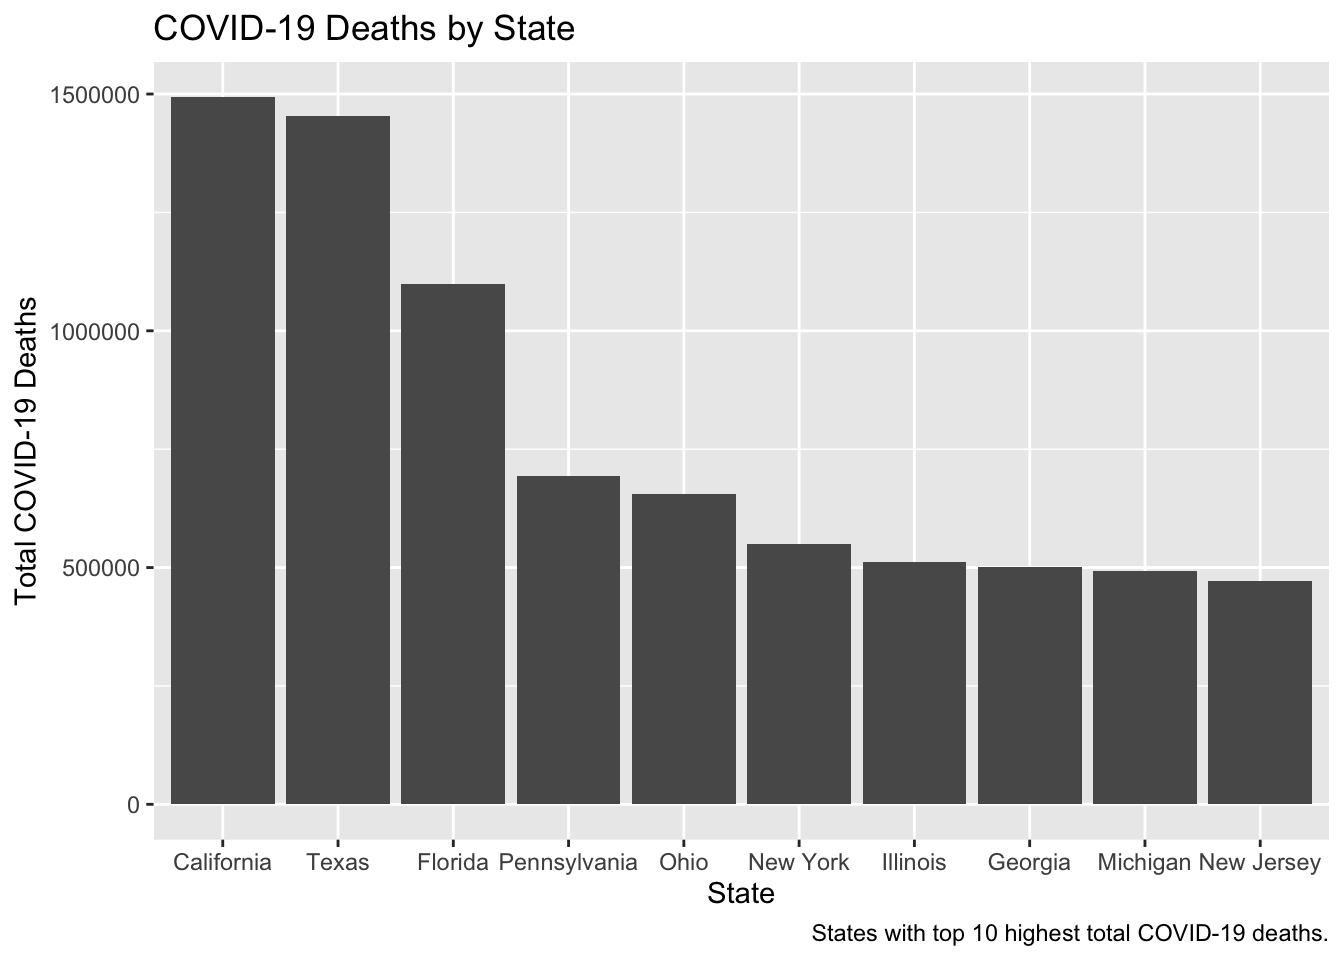 COVID-19 Deaths by State
Total COVID-19 Deaths
1500000
1000000
500000
0
California Texas Florida Pennsylvania Ohio New York Illinois Georgia Michigan New Jersey
State
States with top 10 highest total COVID-19 deaths.